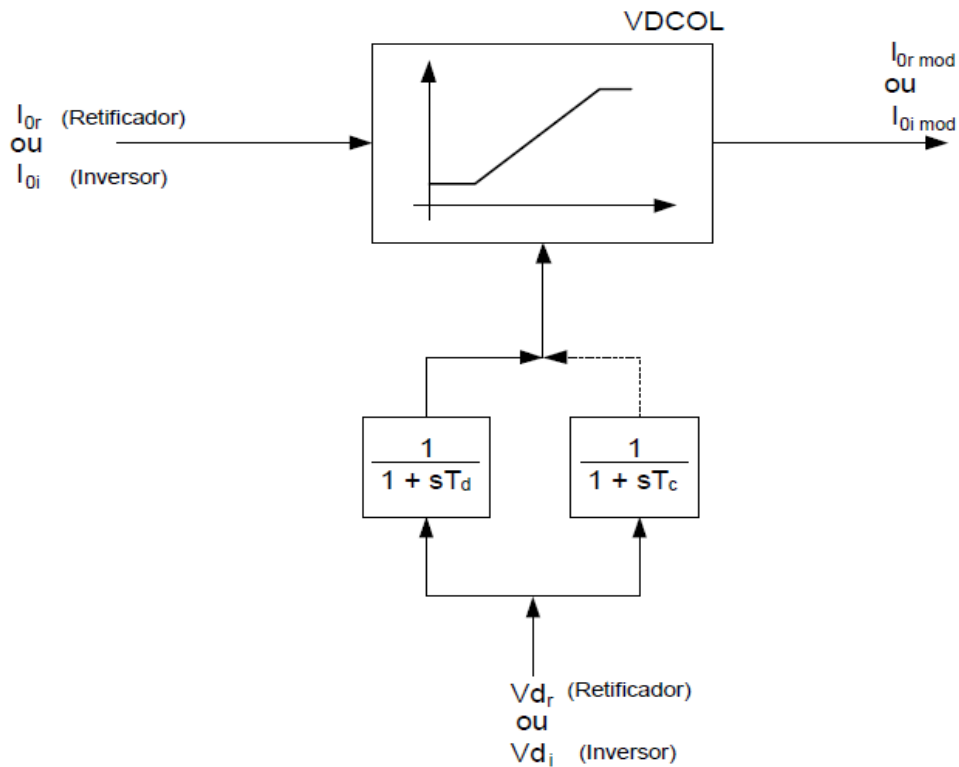 VDCOL
I0r (Retificador)
ou
I0i (Inversor)
I0r mod
ou
I0i mod
1
1 + sTd
1
1 + sTc
Vdr (Retificador)
ou
Vdi (Inversor)